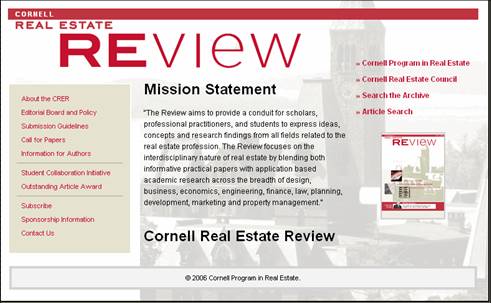 CORNELL
REAL ESTATE
REVIEW
About the CRER
Editorial Board and Policy
Submission Guidelines
Call for Papers
Information for Authors
Student Collaboration Initiative
Outstanding Article Award
Subscribe
Sponsorship Information
Contact Us
Mission Statement
"The Review aims to provide a conduit for scholars,
professional practitioners, and students to express ideas,
concepts and research findings from all fields related to the
real estate profession. The Review focuses on the
interdisciplinary nature of real estate by blending both
informative practical papers with application based
academic research across the breadth of design,
business, economics, engineering, finance, law, planning,
development, marketing and property management."
Cornell Real Estate Review
» Cornell Program in Real Estate
» Cornell Real Estate Council
» Search the Archive
» Article Search
REVIEW
© 2006 Cornell Program in Real Estate.